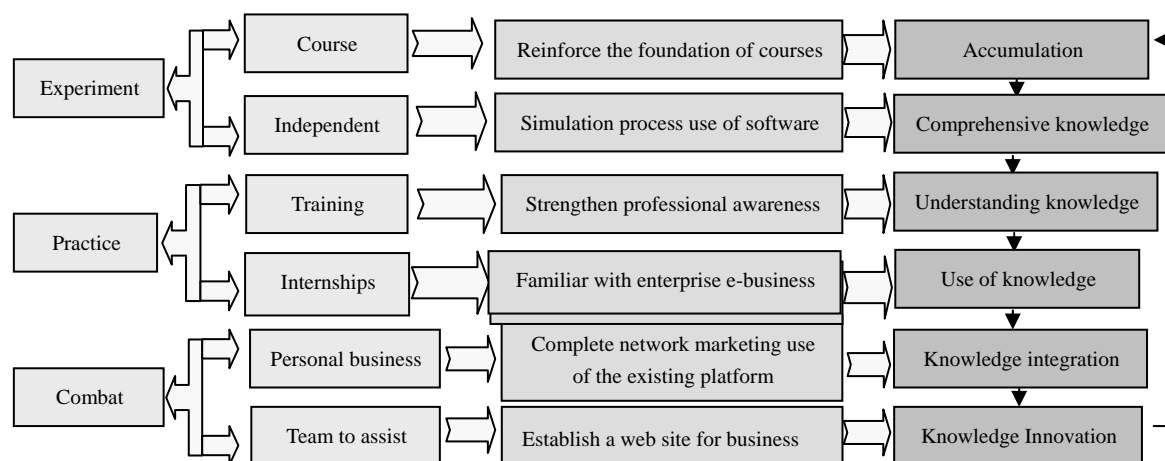 Course
Reinforce the foundation of courses
Accumulation
Experiment
Independent
Simulation process use of software
Comprehensive knowledge
Training
Strengthen professional awareness
Understanding knowledge
Practice
Internships
Familiar with enterprise e-business
Use of knowledge
Personal business
Complete network marketing use
of the existing platform
Knowledge integration
Combat
Team to assist
Establish a web site for business
Knowledge Innovation